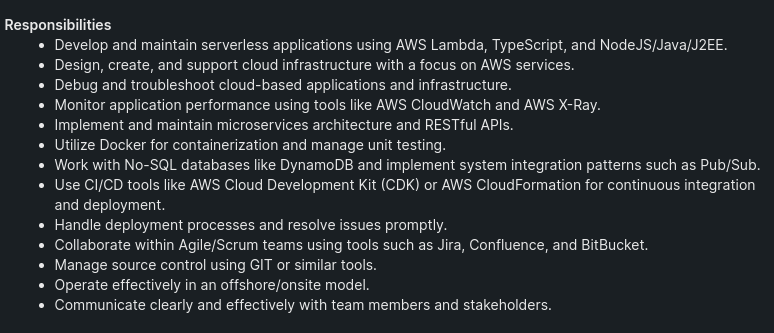 Responsibilities
• Develop and maintain serverless applications using AWS Lambda, TypeScript, and NodeJS/Java/J2EE.
• Design, create, and support cloud infrastructure with a focus on AWS services.
• Debug and troubleshoot cloud-based applications and infrastructure.
• Monitor application performance using tools like AWS CloudWatch and AWS X-Ray.
• Implement and maintain microservices architecture and RESTful APIs.
• Utilize Docker for containerization and manage unit testing.
• Work with No-SQL databases like DynamoDB and implement system integration patterns such as Pub/Sub.
• Use CI/CD tools like AWS Cloud Development Kit (CDK) or AWS CloudFormation for continuous integration
and deployment.
• Handle deployment processes and resolve issues promptly.
• Collaborate within Agile/Scrum teams using tools such as Jira, Confluence, and BitBucket.
• Manage source control using GIT or similar tools.
• Operate effectively in an offshore/onsite model.
• Communicate clearly and effectively with team members and stakeholders.